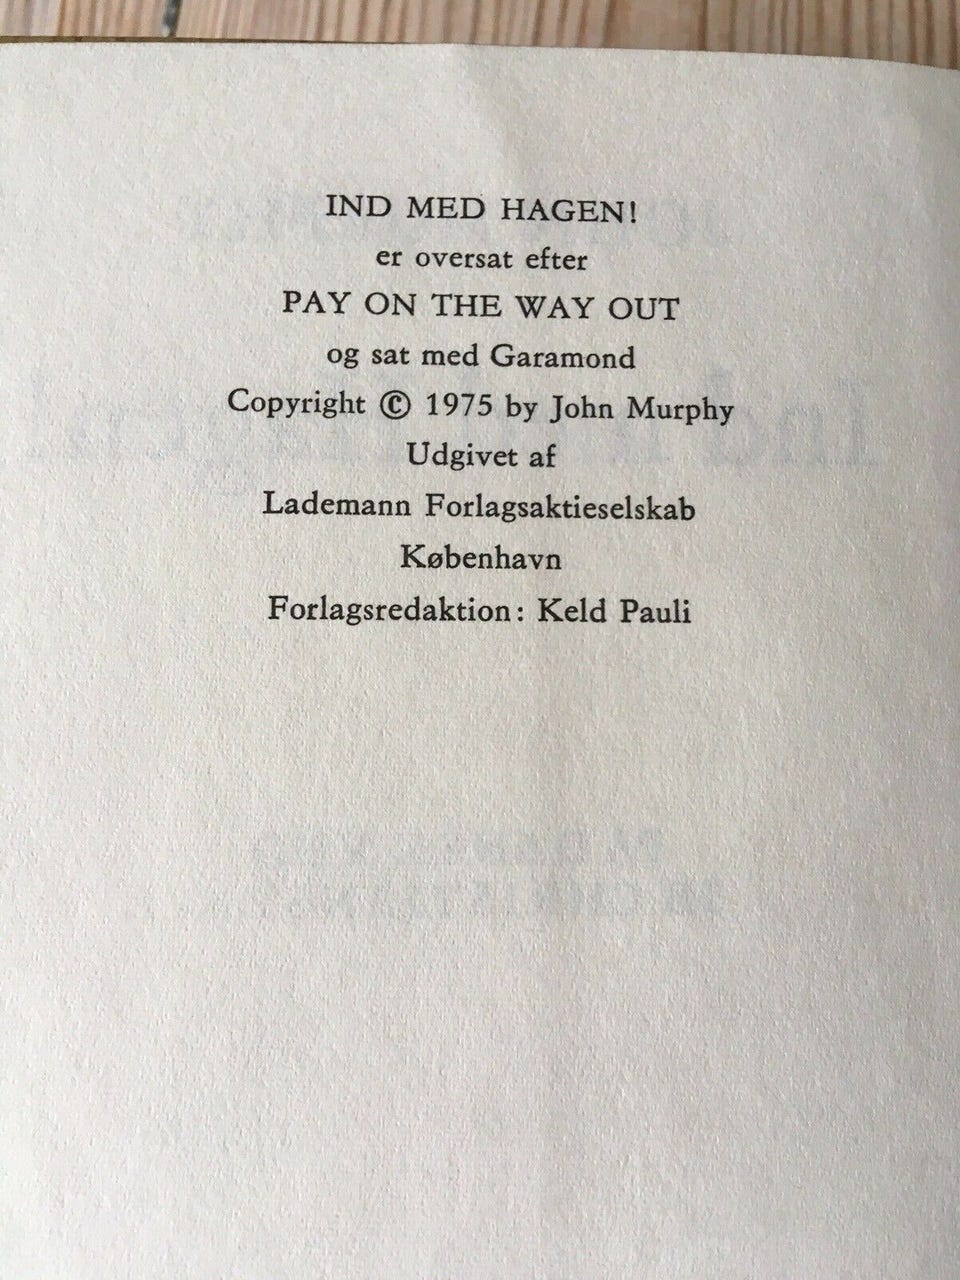 IND MED HAGEN!
er oversat efter
PAY ON THE WAY OUT
og sat med Garamond
Copyright © 1975 by John Murphy
Udgivet af
Lademann Forlagsaktieselskab
København
Forlagsredaktion: Keld Pauli